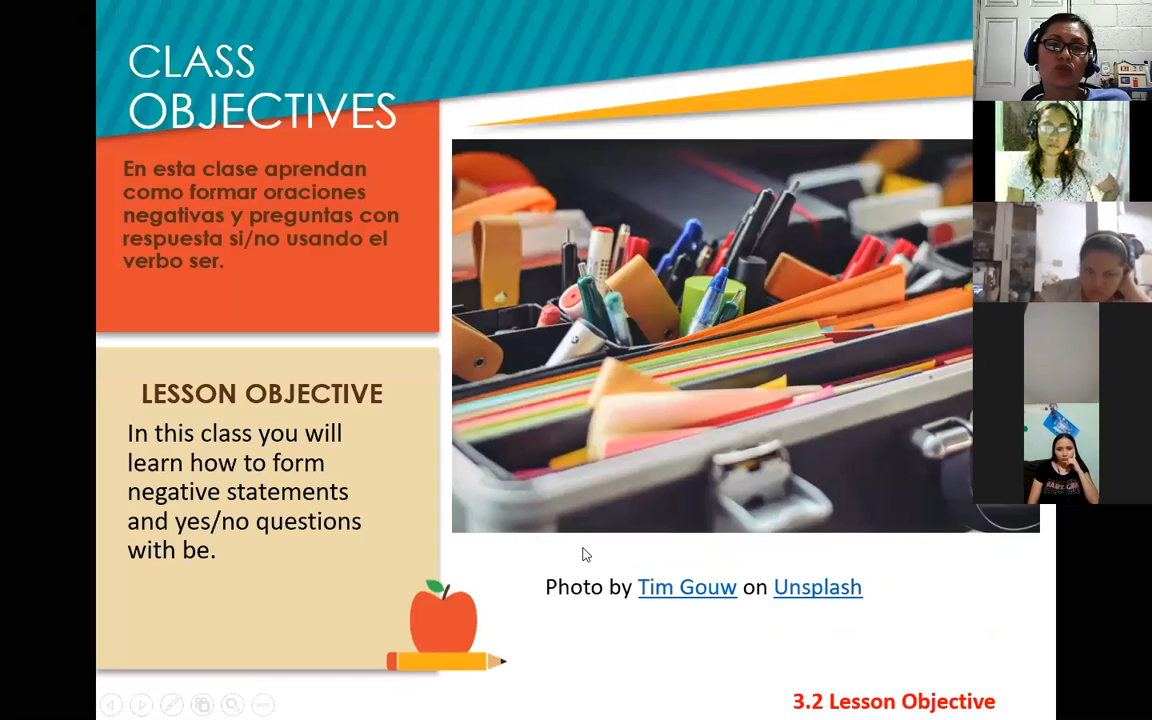 CLASS
OBJECTIVES
En esta clase aprendan
como formar oraciones
negativas y preguntas con
respuesta si/no usando el
verbo ser.
LESSON OBJECTIVE
In this class you will
learn how to form
negative statements
and yes/no questions
with be.
Photo by Tim Gouw on Unsplash
3.2 Lesson Objective